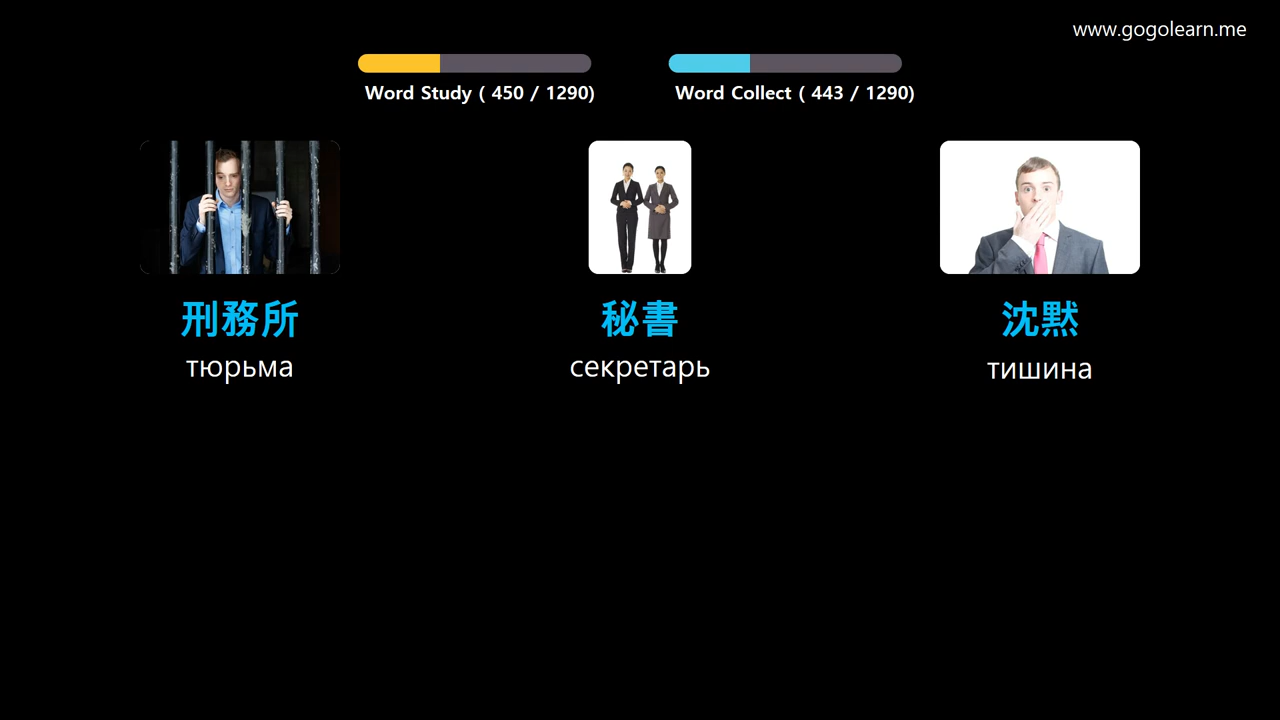 www.gogolearn.me
Word Study ( 450 / 1290)
Word Collect ( 443 / 1290)
刑務所
秘書
沈黙
тюрьма
секретарь
тишина